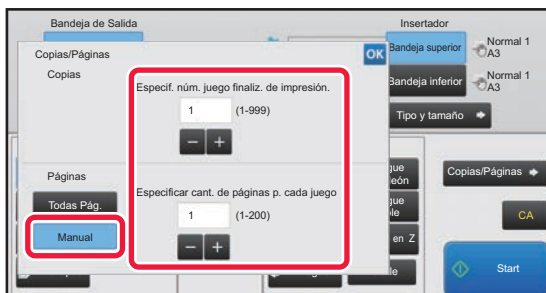 Bandeja de Salida
Insertador
Copias/Páginas
OK
Bandeja superior
Normal 1
A3
Copias
Especif. núm. juego finaliz. de impresión.
1
(1-999)
Bandeja inferior
Normal 1
A3
Tipo y tamaño
Páginas
Copias/Páginas
Especificar cant. de páginas p. cada juego
Todas Pág.
1
(1-200)
CA
Manual
en Z
Start